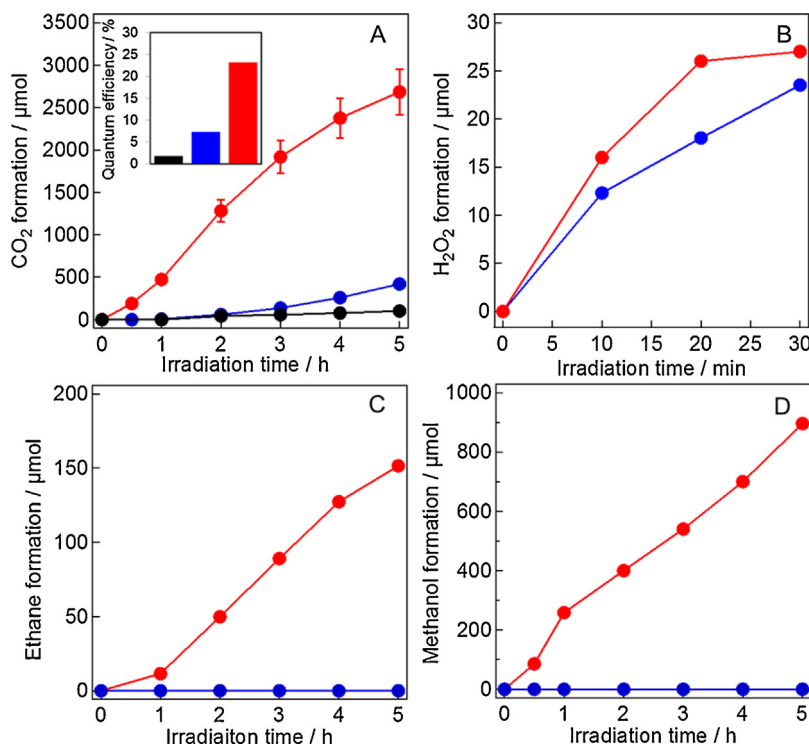 A
CO2 formation / μmol
3500
3000
2500
2000
1500
1000
500
0
0 1 2 3 4 5
Irradiation time / h
Quantum efficiency / %
30
25
20
15
10
5
0
B
H2O2 formation / μmol
30
25
20
15
10
5
0
0 10 20 30
Irradiation time / min
C
Ethane formation / μmol
200
150
100
50
0
0 1 2 3 4 5
Irradiaiton time / h
D
Methanol formation / μmol
1000
800
600
400
200
0
0 1 2 3 4 5
Irradiation time / h